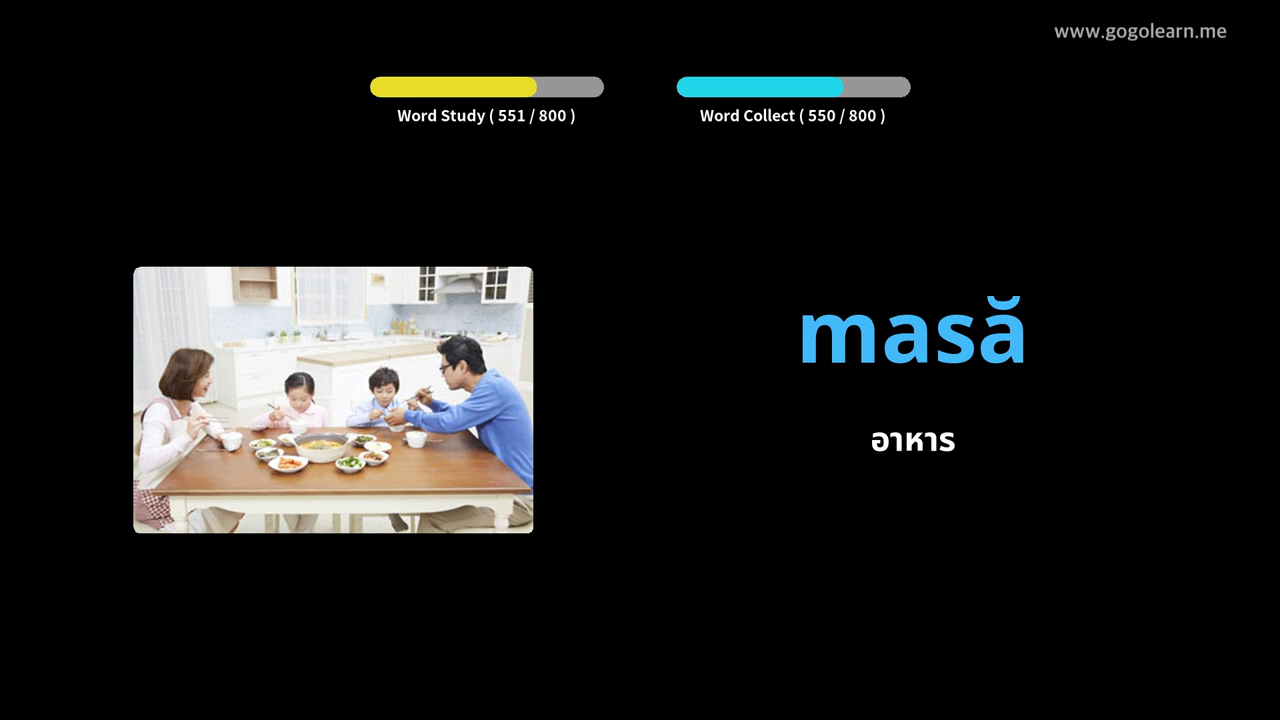 www.gogolearn.me
Word Study ( 551 / 800 )
Word Collect ( 550 / 800 )
masă
อาหาร